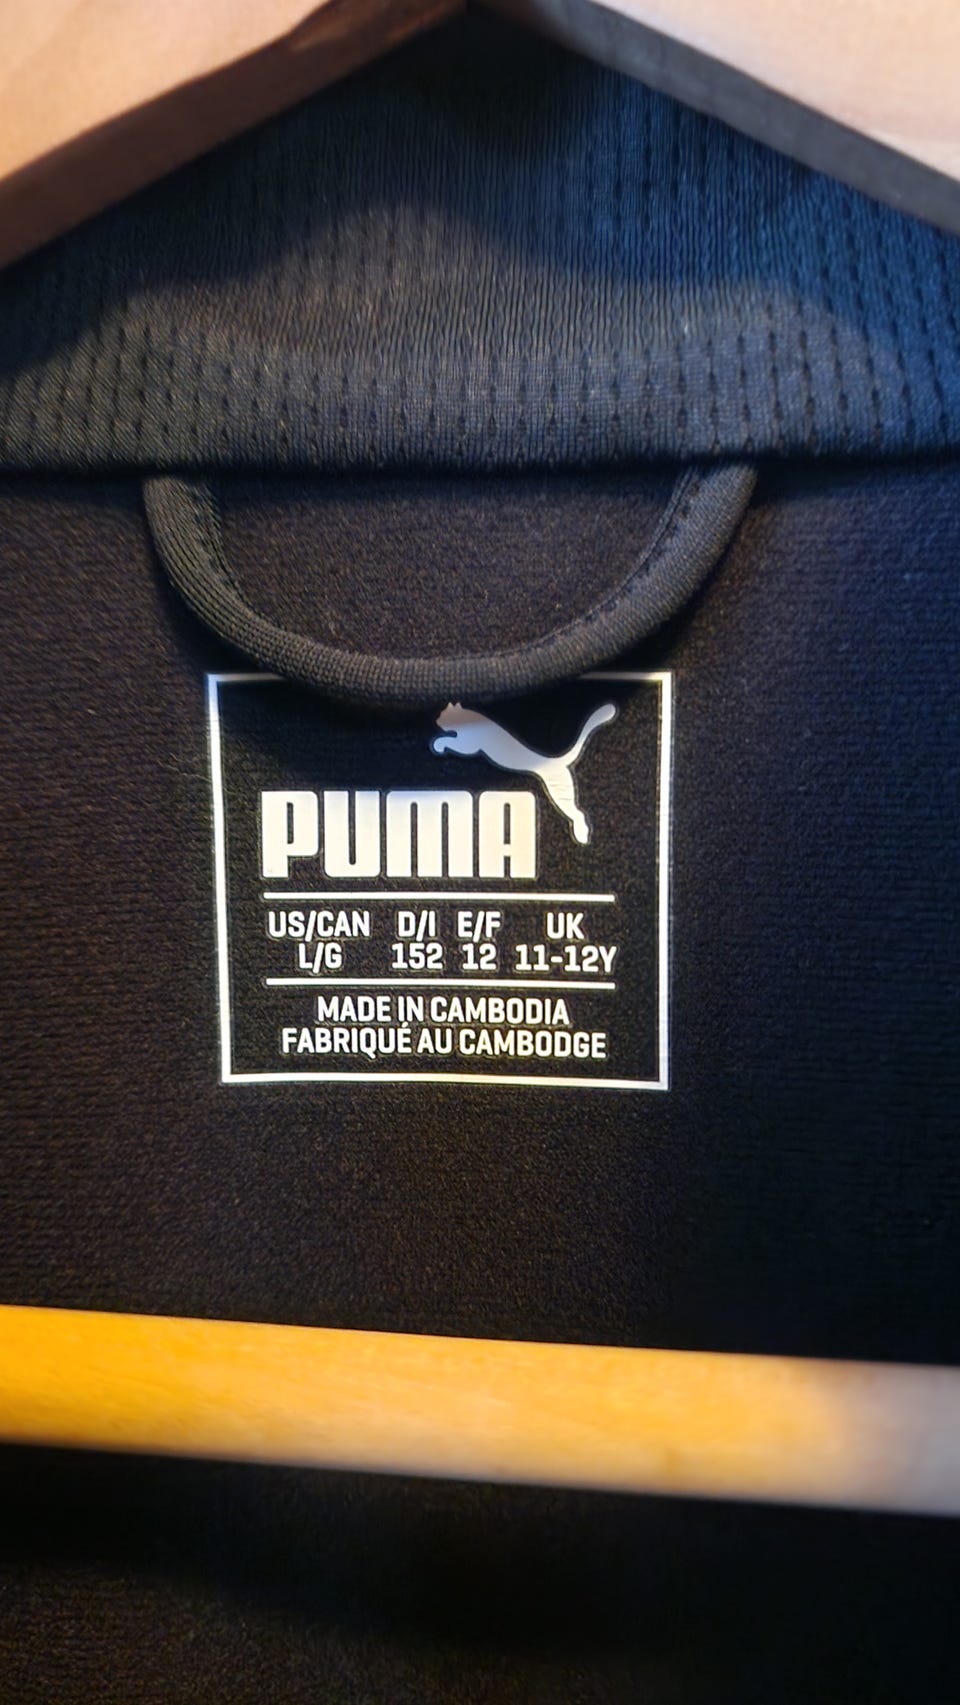 PUMA
US/CAN D/I E/F UK
L/G 152 12 11-12Y
MADE IN CAMBODIA
FABRIQUÉ AU CAMBODGE